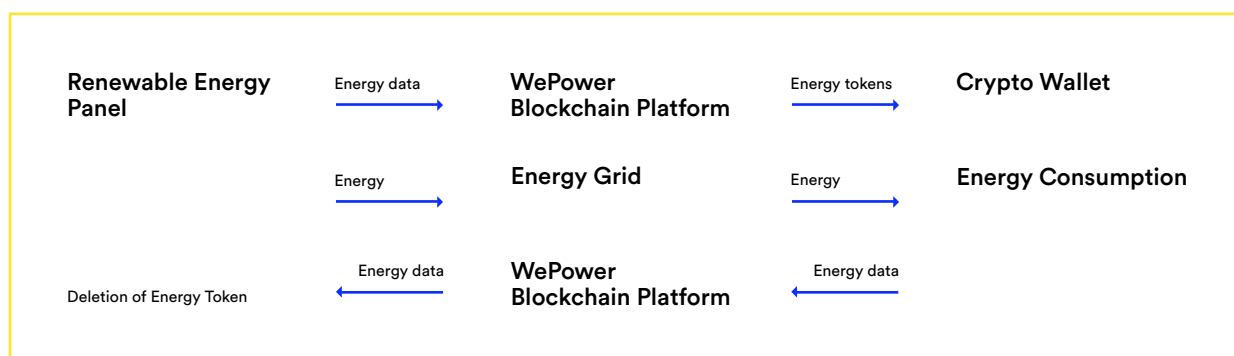 Renewable Energy
Panel
Energy data
WePower
Blockchain Platform
Energy tokens
Crypto Wallet
Energy
Energy Grid
Energy
Energy Consumption
Deletion of Energy Token
Energy data
WePower
Blockchain Platform
Energy data